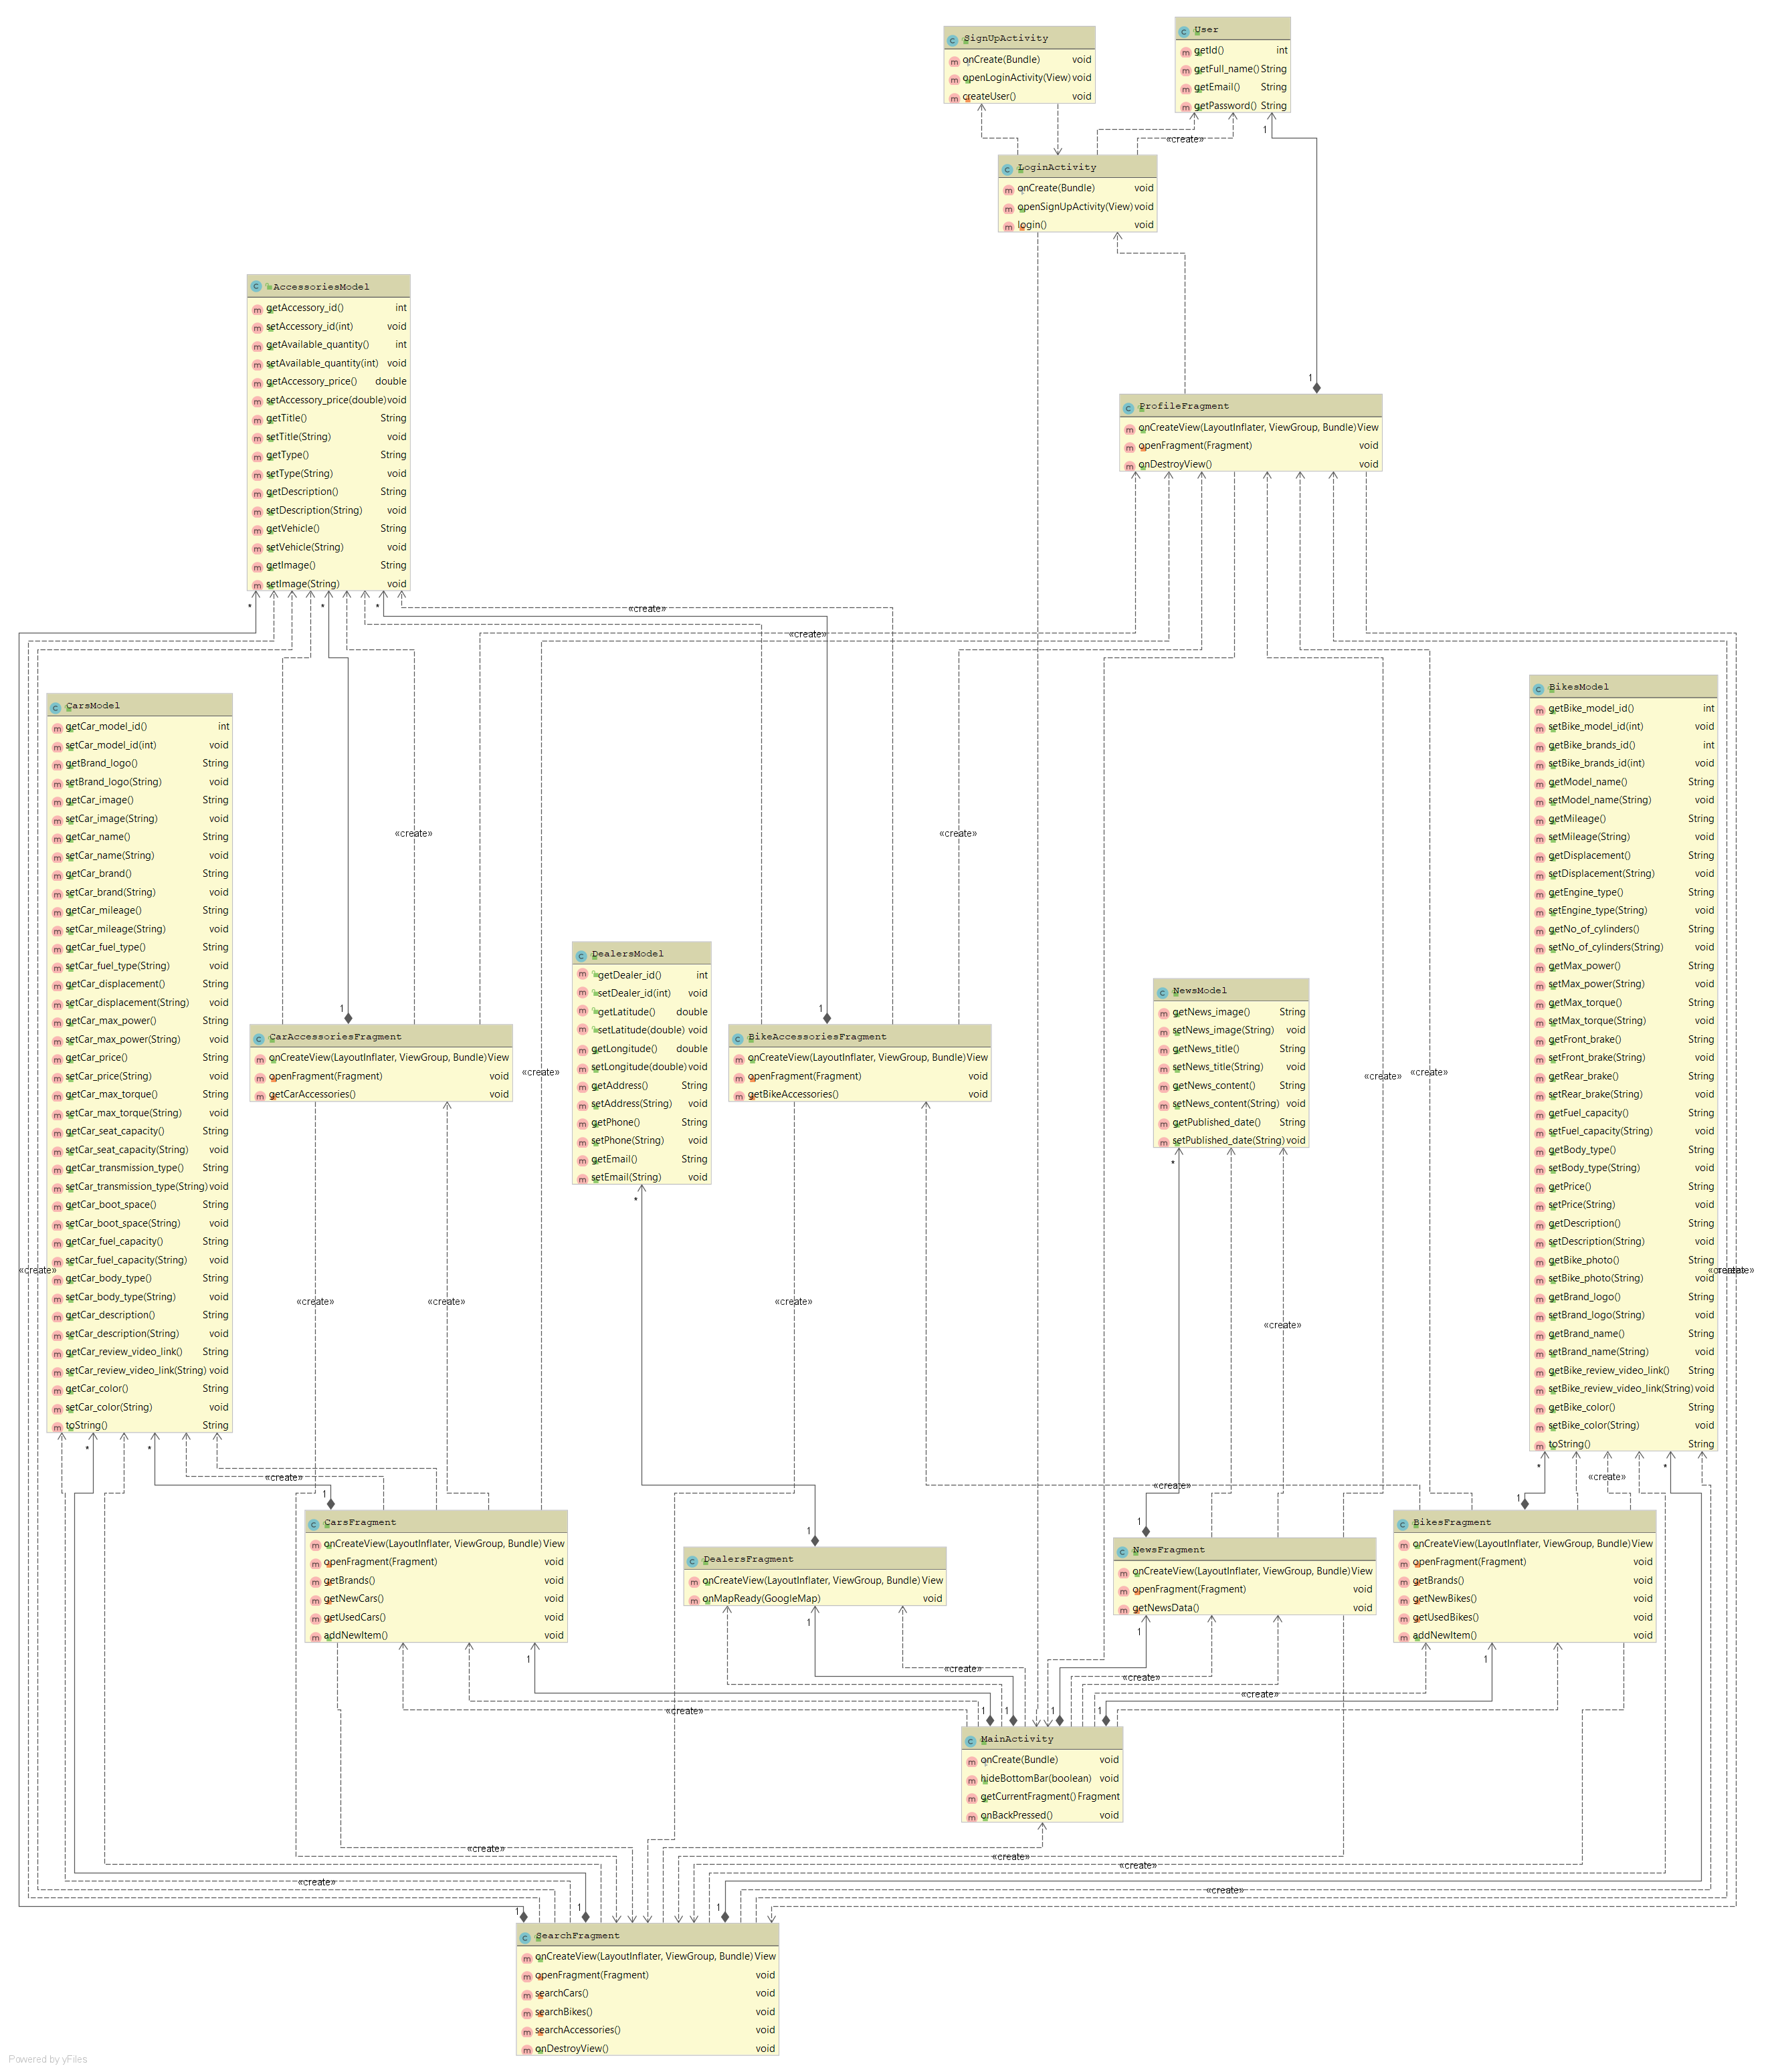 SignUpActivity
onCreate(Bundle) void
openLoginActivity(View) void
createUser() void
User
getId() int
getFull_name() String
getEmail() String
getPassword() String
1
«create»
LoginActivity
onCreate(Bundle) void
openSignUpActivity(View) void
login() void
AccessoriesModel
getAccessory_id() int
setAccessory_id(int) void
getAvailable_quantity() int
setAvailable_quantity(int) void
getAccessory_price() double
setAccessory_price(double) void
getTitle() String
setTitle(String) void
getType() String
setType(String) void
getDescription() String
setDescription(String) void
getVehicle() String
setVehicle(String) void
getImage() String
setImage(String) void
* * *
1
ProfileFragment
onCreateView(LayoutInflater, ViewGroup, Bundle) View
openFragment(Fragment) void
onDestroyView() void
«create»
«create»
CarsModel
getCar_model_id() int
setCar_model_id(int) void
getBrand_logo() String
setBrand_logo(String) void
getCar_image() String
setCar_image(String) void
getCar_name() String
setCar_name(String) void
getCar_brand() String
setCar_brand(String) void
getCar_mileage() String
setCar_mileage(String) void
getCar_fuel_type() String
setCar_fuel_type(String) void
getCar_displacement() String
setCar_displacement(String) void
getCar_max_power() String
setCar_max_power(String) void
getCar_price() String
setCar_price(String) void
getCar_max_torque() String
setCar_max_torque(String) void
getCar_seat_capacity() String
setCar_seat_capacity(String) void
getCar_transmission_type() String
setCar_transmission_type(String) void
getCar_boot_space() String
setCar_boot_space(String) void
getCar_fuel_capacity() String
setCar_fuel_capacity(String) void
getCar_body_type() String
setCar_body_type(String) void
getCar_description() String
setCar_description(String) void
getCar_review_video_link() String
setCar_review_video_link(String) void
getCar_color() String
setCar_color(String) void
toString() String
* *
BikesModel
getBike_model_id() int
setBike_model_id(int) void
getBike_brands_id() int
setBike_brands_id(int) void
getModel_name() String
setModel_name(String) void
getMileage() String
setMileage(String) void
getDisplacement() String
setDisplacement(String) void
getEngine_type() String
setEngine_type(String) void
getNo_of_cylinders() String
setNo_of_cylinders(String) void
getMax_power() String
setMax_power(String) void
getMax_torque() String
setMax_torque(String) void
getFront_brake() String
setFront_brake(String) void
getRear_brake() String
setRear_brake(String) void
getFuel_capacity() String
setFuel_capacity(String) void
getBody_type() String
setBody_type(String) void
getPrice() String
setPrice(String) void
getDescription() String
setDescription(String) void
getBike_photo() String
setBike_photo(String) void
getBrand_logo() String
setBrand_logo(String) void
getBrand_name() String
setBrand_name(String) void
getBike_review_video_link() String
setBike_review_video_link(String) void
getBike_color() String
setBike_color(String) void
toString() String
* *
«create»
«create»
DealersModel
getDealer_id() int
setDealer_id(int) void
getLatitude() double
setLatitude(double) void
getLongitude() double
setLongitude(double) void
getAddress() String
setAddress(String) void
getPhone() String
setPhone(String) void
getEmail() String
setEmail(String) void
*
NewsModel
getNews_image() String
setNews_image(String) void
getNews_title() String
setNews_title(String) void
getNews_content() String
setNews_content(String) void
getPublished_date() String
setPublished_date(String) void
*
1
CarAccessoriesFragment
onCreateView(LayoutInflater, ViewGroup, Bundle) View
openFragment(Fragment) void
getCarAccessories() void
1
BikeAccessoriesFragment
onCreateView(LayoutInflater, ViewGroup, Bundle) View
openFragment(Fragment) void
getBikeAccessories() void
«create»
«create»
«create»
«create»
«create»
«create»
«create»
«create»
«create»
«create»
«create»
«create»
«create»
1
CarsFragment
onCreateView(LayoutInflater, ViewGroup, Bundle) View
openFragment(Fragment) void
getBrands() void
getNewCars() void
getUsedCars() void
addNewItem() void
1
1
DealersFragment
onCreateView(LayoutInflater, ViewGroup, Bundle) View
onMapReady(GoogleMap) void
1
1
NewsFragment
onCreateView(LayoutInflater, ViewGroup, Bundle) View
openFragment(Fragment) void
getNewsData() void
1
1
BikesFragment
onCreateView(LayoutInflater, ViewGroup, Bundle) View
openFragment(Fragment) void
getBrands() void
getNewBikes() void
getUsedBikes() void
addNewItem() void
1
«create»
«create»
«create»
«create»
1 1 1 1
MainActivity
onCreate(Bundle) void
hideBottomBar(boolean) void
getCurrentFragment() Fragment
onBackPressed() void
«create»
«create»
«create»
«create»
«create»
1 1 1
SearchFragment
onCreateView(LayoutInflater, ViewGroup, Bundle) View
openFragment(Fragment) void
searchCars() void
searchBikes() void
searchAccessories() void
onDestroyView() void
Powered by yFiles